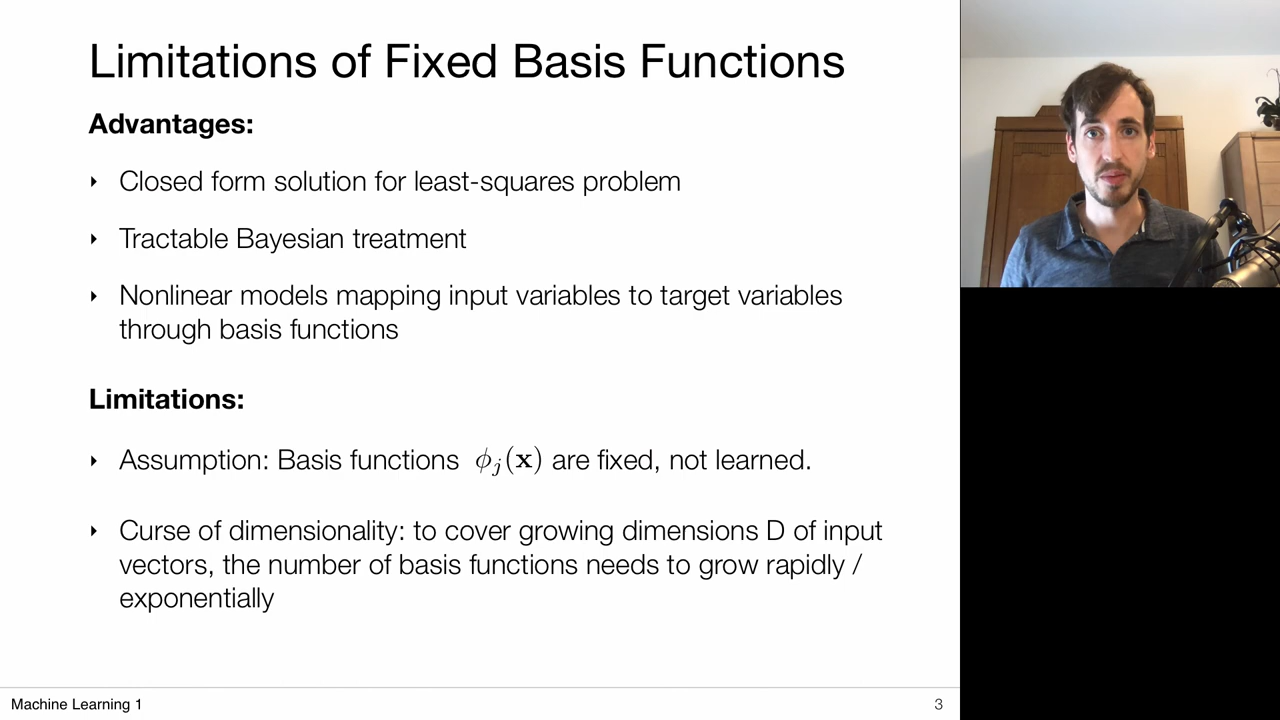 Limitations of Fixed Basis Functions
Advantages:
‣ Closed form solution for least-squares problem
‣ Tractable Bayesian treatment
‣ Nonlinear models mapping input variables to target variables
through basis functions
Limitations:
‣ Assumption: Basis functions ϕⱼ(𝐱) are fixed, not learned.
‣ Curse of dimensionality: to cover growing dimensions D of input
vectors, the number of basis functions needs to grow rapidly /
exponentially
Machine Learning 1
3